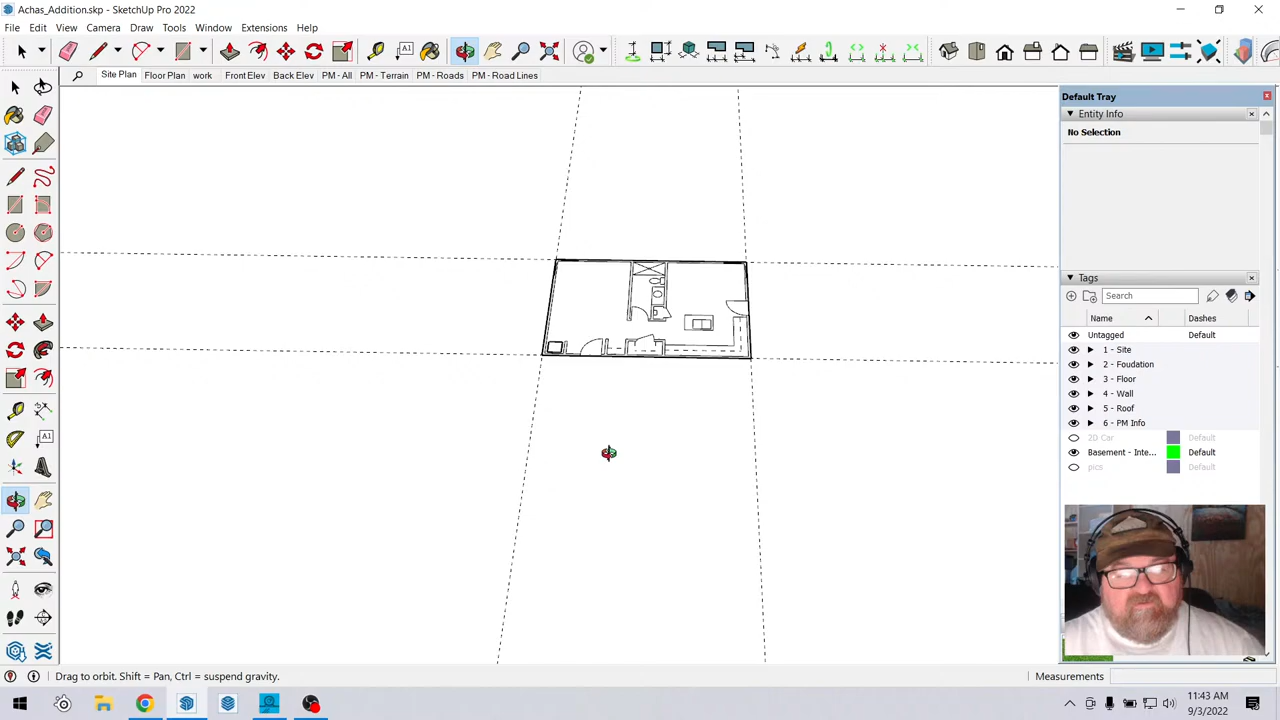 Achas_Addition.skp - SketchUp Pro 2022
File Edit View Camera Draw Tools Window Extensions Help
Site Plan Floor Plan work Front Elev Back Elev PM - All PM - Terrain PM - Roads PM - Road Lines
Default Tray
Entity Info
No Selection
Tags
Search
Name Dashes
Untagged Default
1 - Site
2 - Foudation
3 - Floor
4 - Wall
5 - Roof
6 - PM Info
2D Car Default
Basement - Inte... Default
pics Default
Drag to orbit. Shift = Pan, Ctrl = suspend gravity.
Measurements
11:43 AM
9/3/2022